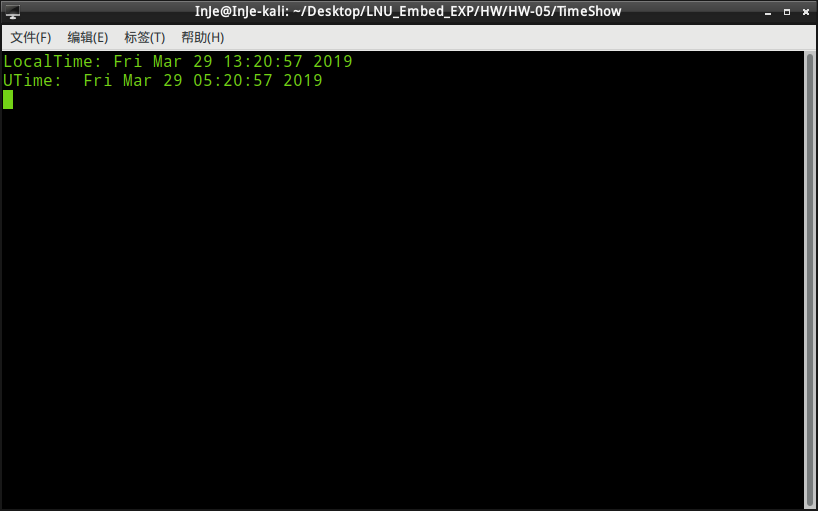 InJe@InJe-kali: ~/Desktop/LNU_Embed_EXP/HW/HW-05/TimeShow
文件(F) 编辑(E) 标签(T) 帮助(H)
LocalTime: Fri Mar 29 13:20:57 2019
UTime:  Fri Mar 29 05:20:57 2019